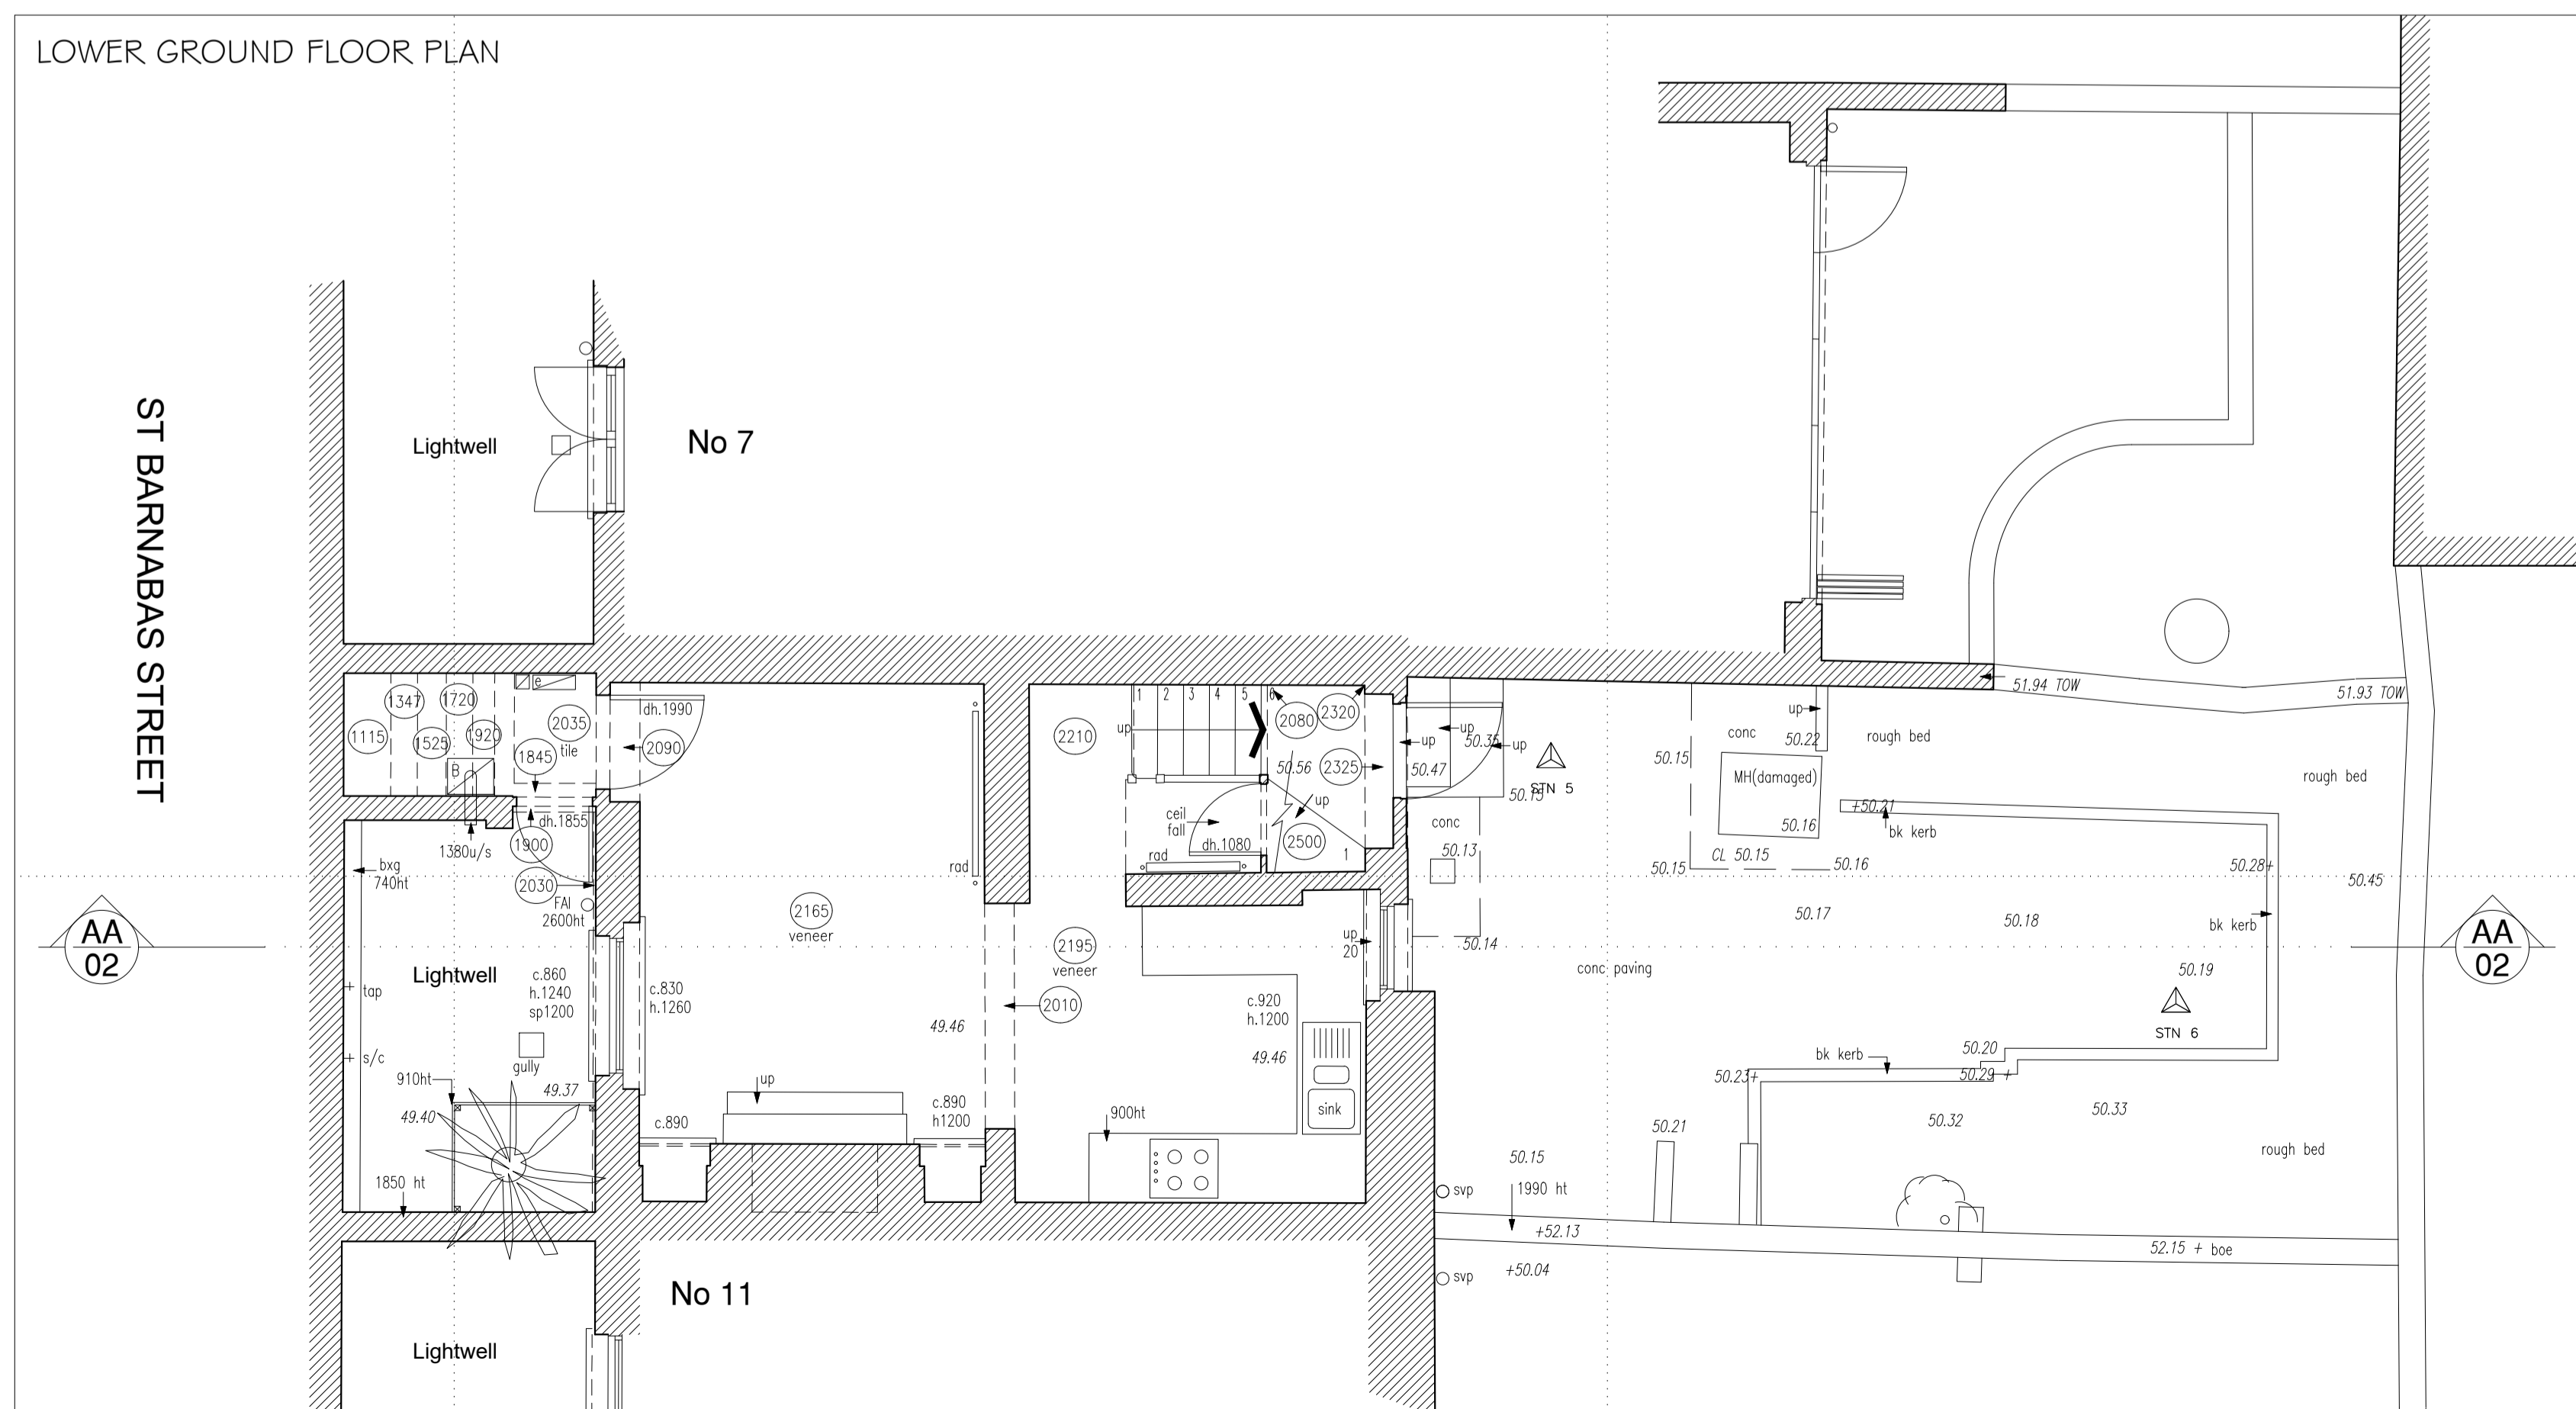 LOWER GROUND FLOOR PLAN
ST BARNABAS STREET
Lightwell
No 7
51.94 TOW
51.93 TOW
1347
1720
1115
1525
1920
2035
tile
1845
e
B
dh.1990
2090
dh.1855
1900
1380u/s
bxg
740ht
2030
FAI
2600ht
rad
2165
veneer
2210
up
1
2
3
4
5
6
2080
2320
50.56
2325
up
2500
1
ceil
fall
dh.1080
rad
up
50.47
up
50.35
up
50.15
STN 5
conc
50.13
50.14
50.15
conc
up
50.22
rough bed
MH(damaged)
50.16
CL 50.15
50.15
50.16
+50.21
bk kerb
rough bed
50.28+
50.45
bk kerb
50.17
50.18
50.19
STN 6
conc paving
AA
02
AA
02
Lightwell
tap
s/c
c.860
h.1240
sp1200
gully
c.830
h.1260
910ht
49.37
49.40
1850 ht
49.46
2195
veneer
2010
up
20
c.920
h.1200
49.46
sink
900ht
up
c.890
c.890
h1200
bk kerb
50.20
50.23+
50.29 +
50.21
50.32
50.33
rough bed
50.15
svp
1990 ht
+52.13
52.15 + boe
svp
+50.04
No 11
Lightwell